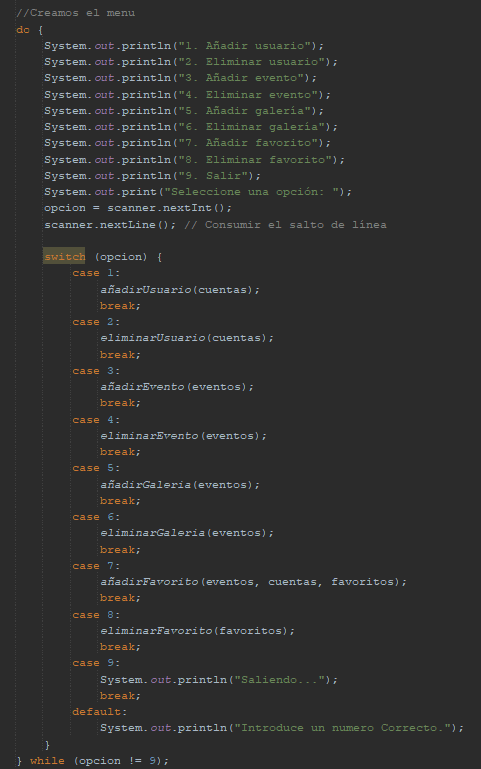 //Creamos el menu
do {
    System.out.println("1. Añadir usuario");
    System.out.println("2. Eliminar usuario");
    System.out.println("3. Añadir evento");
    System.out.println("4. Eliminar evento");
    System.out.println("5. Añadir galería");
    System.out.println("6. Eliminar galería");
    System.out.println("7. Añadir favorito");
    System.out.println("8. Eliminar favorito");
    System.out.println("9. Salir");
    System.out.print("Seleccione una opción: ");
    opcion = scanner.nextInt();
    scanner.nextLine(); // Consumir el salto de línea

    switch (opcion) {
        case 1:
            añadirUsuario(cuentas);
            break;
        case 2:
            eliminarUsuario(cuentas);
            break;
        case 3:
            añadirEvento(eventos);
            break;
        case 4:
            eliminarEvento(eventos);
            break;
        case 5:
            añadirGaleria(eventos);
            break;
        case 6:
            eliminarGaleria(eventos);
            break;
        case 7:
            añadirFavorito(eventos, cuentas, favoritos);
            break;
        case 8:
            eliminarFavorito(favoritos);
            break;
        case 9:
            System.out.println("Saliendo...");
            break;
        default:
            System.out.println("Introduce un numero Correcto.");
    }
} while (opcion != 9);